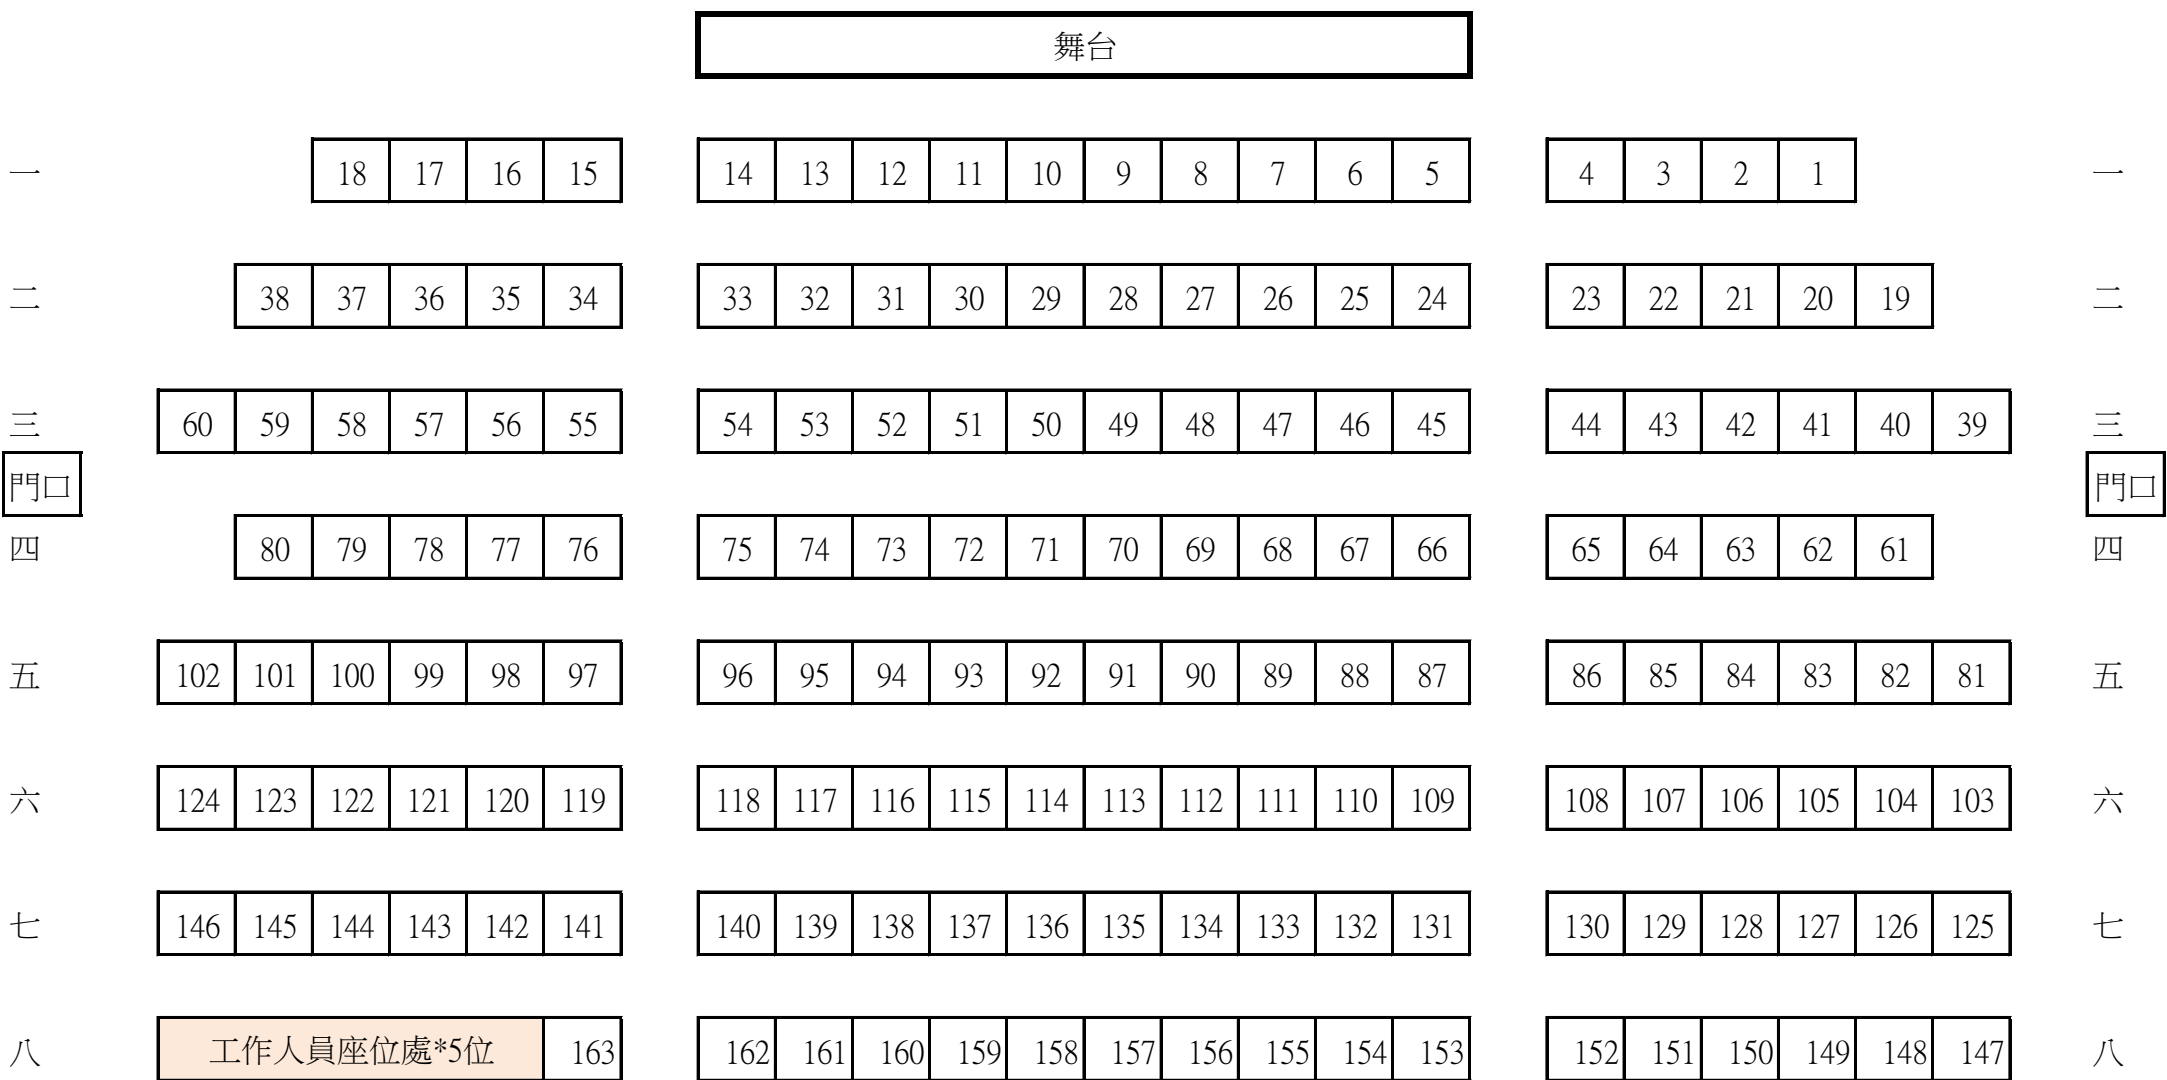 舞台
一 18 17 16 15 14 13 12 11 10 9 8 7 6 5 4 3 2 1 一
二 38 37 36 35 34 33 32 31 30 29 28 27 26 25 24 23 22 21 20 19 二
三 60 59 58 57 56 55 54 53 52 51 50 49 48 47 46 45 44 43 42 41 40 39 三
門口 門口
四 80 79 78 77 76 75 74 73 72 71 70 69 68 67 66 65 64 63 62 61 四
五 102 101 100 99 98 97 96 95 94 93 92 91 90 89 88 87 86 85 84 83 82 81 五
六 124 123 122 121 120 119 118 117 116 115 114 113 112 111 110 109 108 107 106 105 104 103 六
七 146 145 144 143 142 141 140 139 138 137 136 135 134 133 132 131 130 129 128 127 126 125 七
八 工作人員座位處*5位 163 162 161 160 159 158 157 156 155 154 153 152 151 150 149 148 147 八